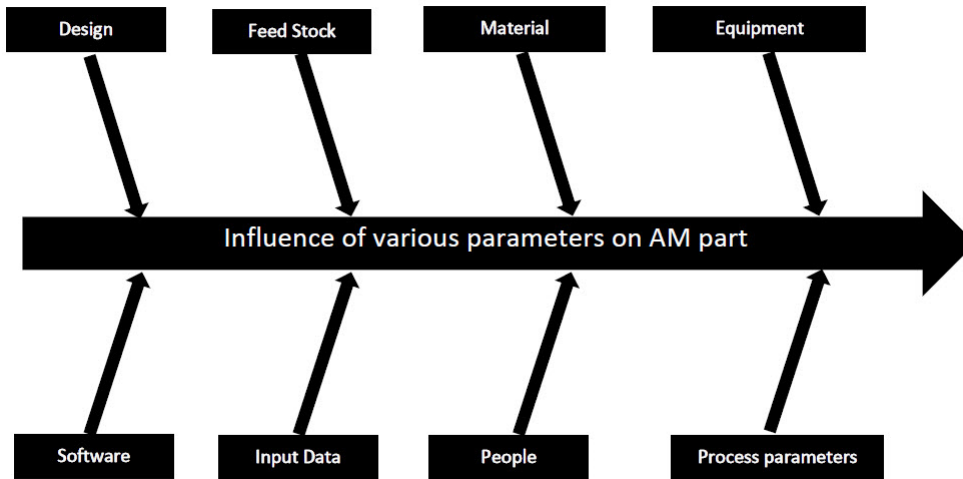 Design
Feed Stock
Material
Equipment
Influence of various parameters on AM part
Software
Input Data
People
Process parameters